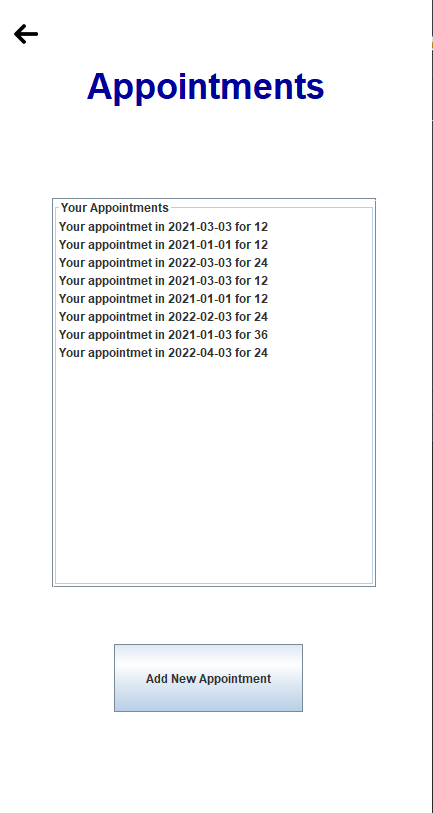 Appointments
Your Appointments
Your appointmet in 2021-03-03 for 12
Your appointmet in 2021-01-01 for 12
Your appointmet in 2022-03-03 for 24
Your appointmet in 2021-03-03 for 12
Your appointmet in 2021-01-01 for 12
Your appointmet in 2022-02-03 for 24
Your appointmet in 2021-01-03 for 36
Your appointmet in 2022-04-03 for 24
Add New Appointment